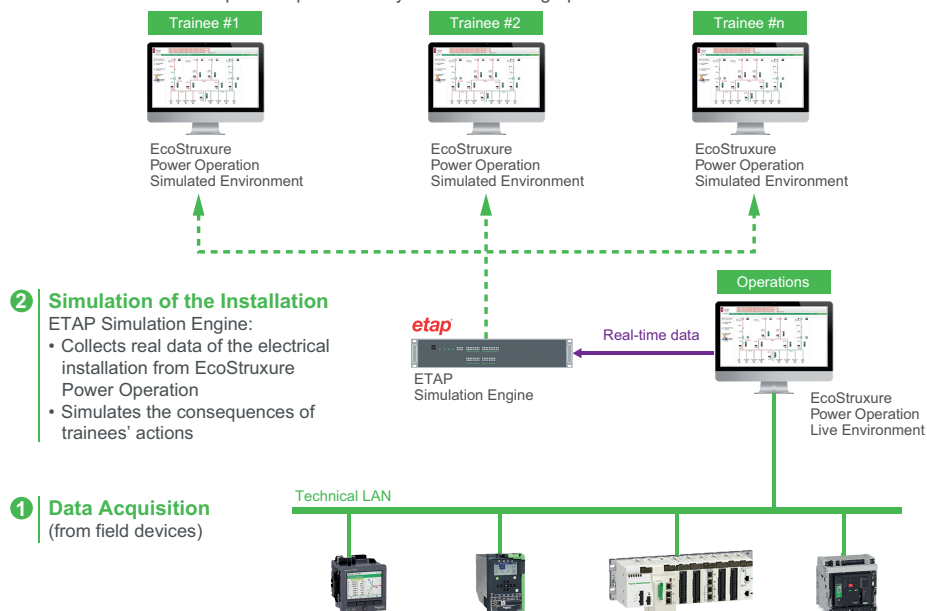 Trainee #1
Trainee #2
Trainee #n
EcoStruxure
Power Operation
Simulated Environment
EcoStruxure
Power Operation
Simulated Environment
EcoStruxure
Power Operation
Simulated Environment
2
Simulation of the Installation
ETAP Simulation Engine:
• Collects real data of the electrical
installation from EcoStruxure
Power Operation
• Simulates the consequences of
trainees' actions
etap
ETAP
Simulation Engine
Real-time data
Operations
EcoStruxure
Power Operation
Live Environment
1
Data Acquisition
(from field devices)
Technical LAN